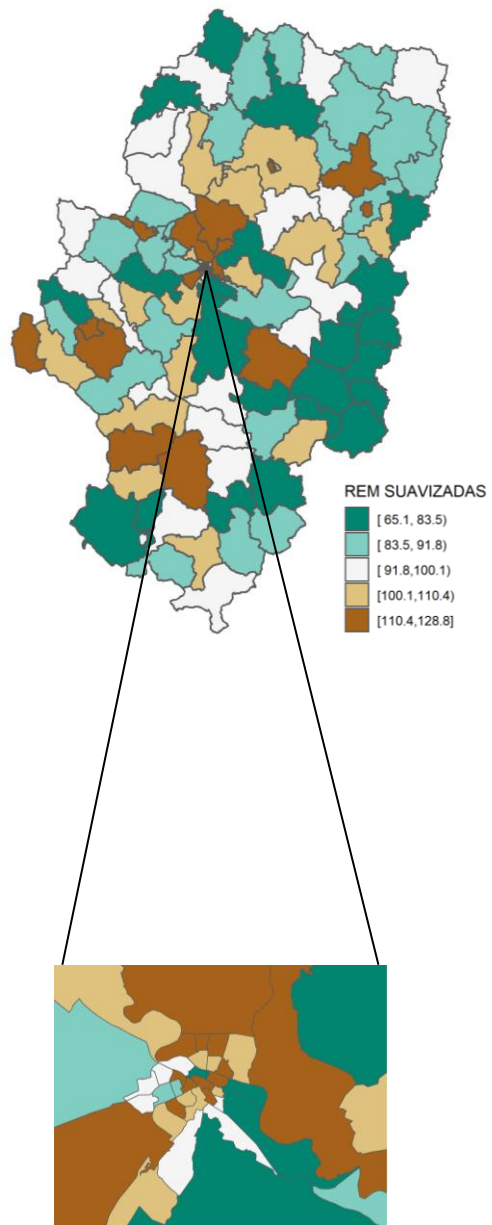 REM SUAVIZADAS
[ 65.1, 83.5)
[ 83.5, 91.8)
[ 91.8,100.1)
[100.1,110.4)
[110.4,128.8]